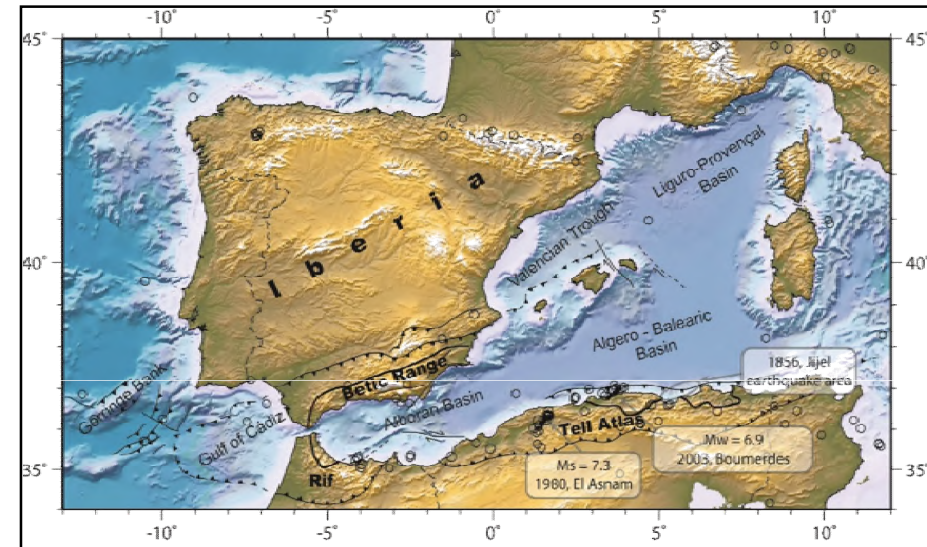 -10°
-5°
0°
5°
10°
45°
45°
Liguro-Provençal
Basin
Iberia
Valencian Trough
40°
40°
Algero - Balearic
Basin
1856, Jijel
earthquake area
Betic Range
Gorringe Bank
Alboran Basin
Gulf of Cadiz
Tell Atlas
Mw = 6.9
2003, Boumerdes
Rif
Ms = 7.3
1980, El Asnam
35°
35°
-10°
-5°
0°
5°
10°